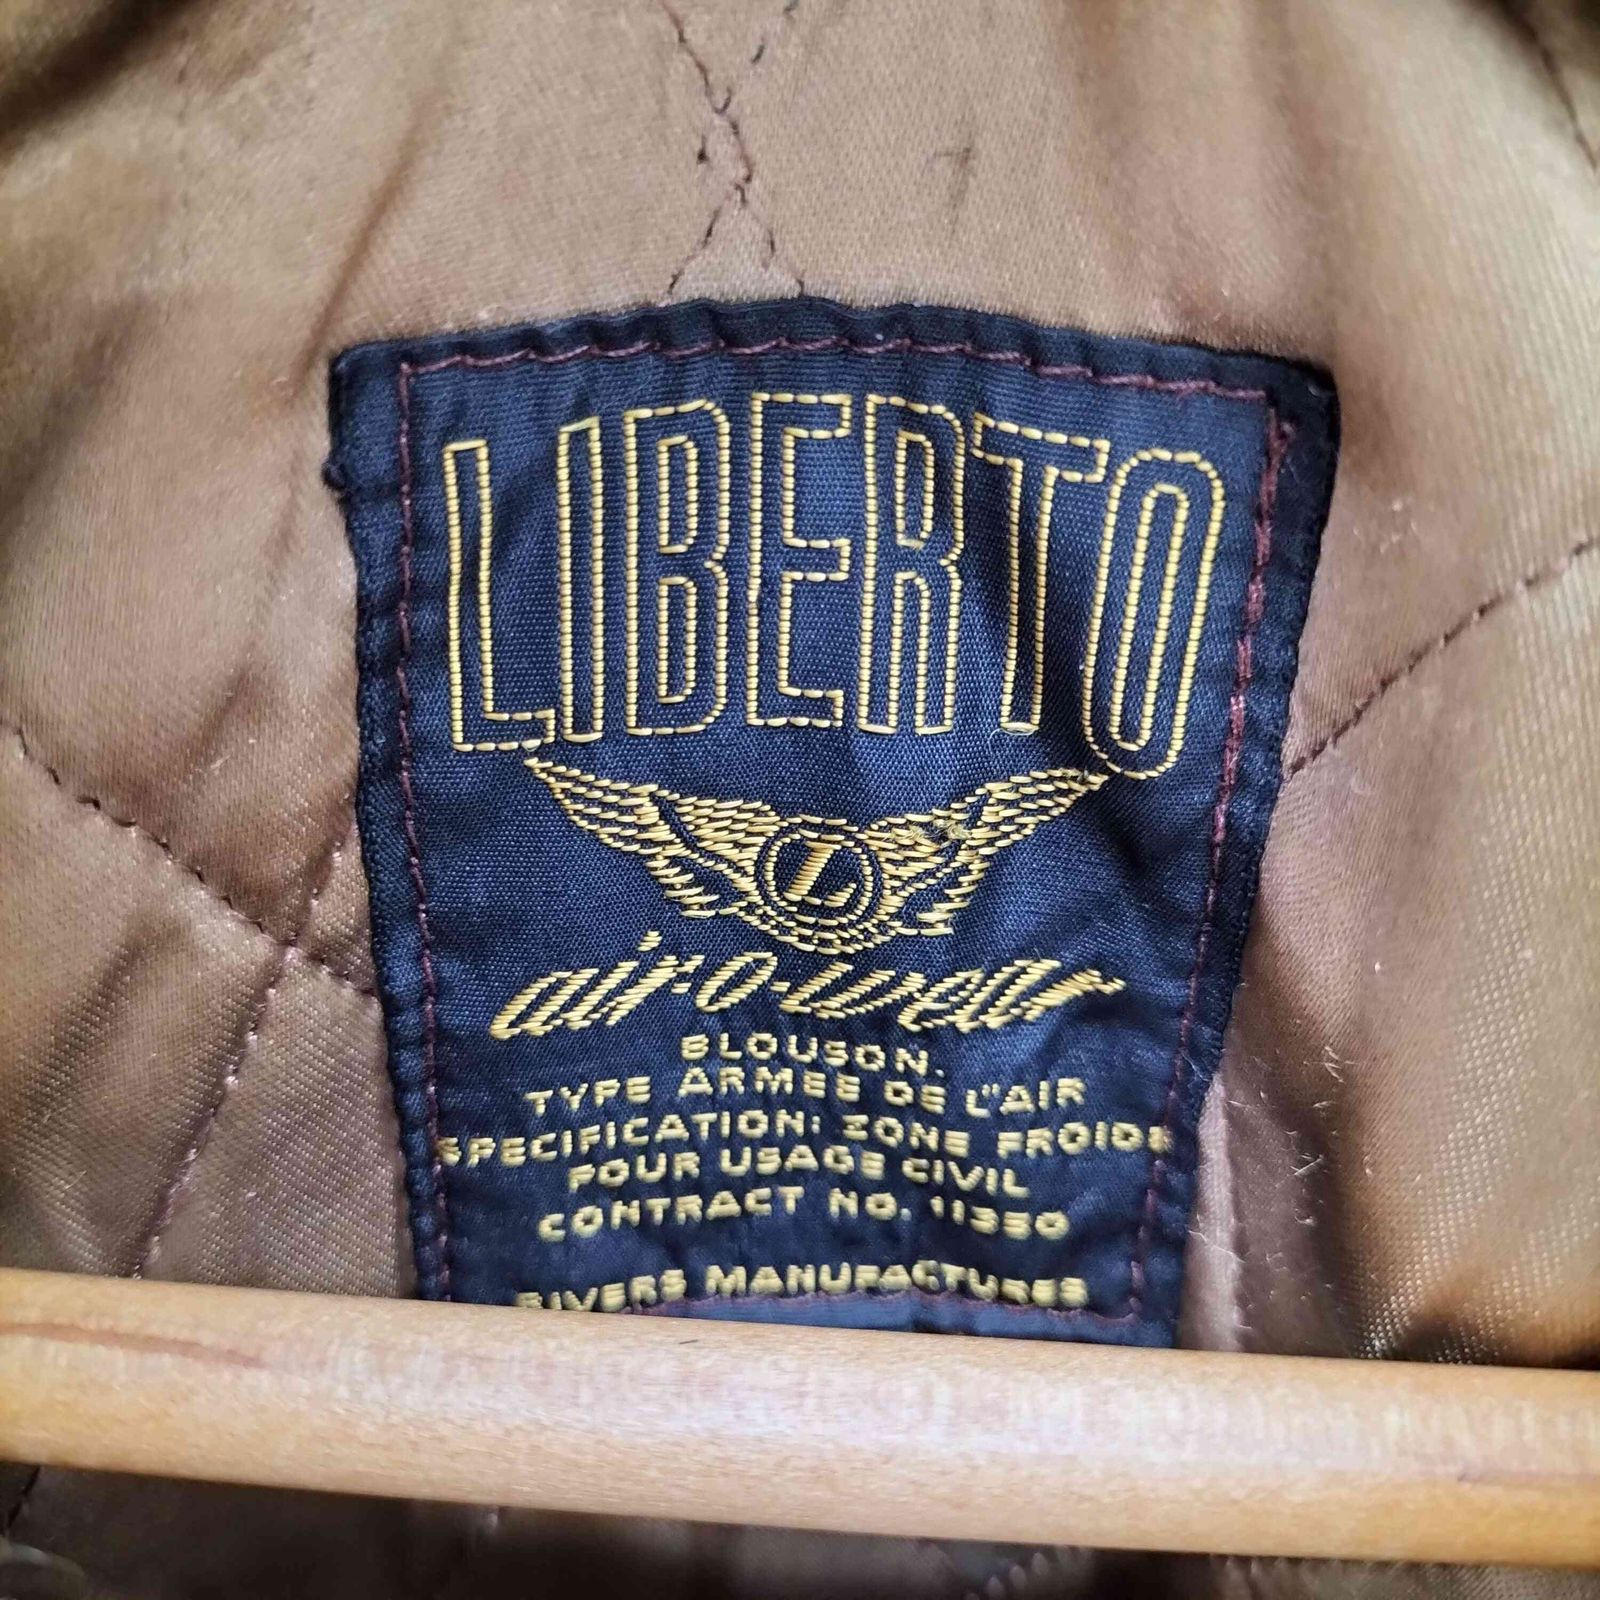 LIBERTO
L
air-o-wear
BLOUSON.
TYPE ARMEE DE L'AIR
SPECIFICATION: ZONE FROIDE
POUR USAGE CIVIL
CONTRACT NO. 11350
RIVERS MANUFACTURES